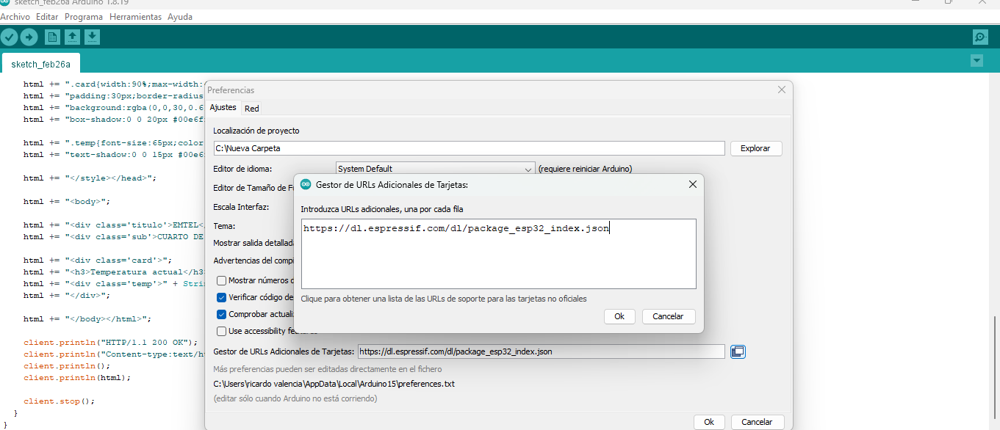 sketch_feb26a Arduino 1.8.19
Archivo Editar Programa Herramientas Ayuda
sketch_feb26a
html += ".card{width:90%;max-width:
html += "padding:30px;border-radius
html += "background:rgba(0,0,30,0.6
html += "box-shadow:0 0 20px #00e6f
html += ".temp{font-size:65px;color
html += "text-shadow:0 0 15px #00e6
html += "</style></head>";
html += "<body>";
html += "<div class='titulo'>EMTEL<
html += "<div class='sub'>CUARTO DE
html += "<div class='card'>";
html += "<h3>Temperatura actual</h3
html += "<div class='temp'>" + Stri
html += "</div>";
html += "</body></html>";
client.println("HTTP/1.1 200 OK");
client.println("Content-type:text/h
client.println();
client.println(html);
client.stop();
}
}
Preferencias
Ajustes Red
Localización de proyecto
C:\Nueva Carpeta Explorar
Editor de idioma: System Default (requiere reiniciar Arduino)
Editor de Tamaño de F
Escala Interfaz:
Tema:
Mostrar salida detallada
Advertencias del compi
Mostrar números d
Verificar código de
Comprobar actuali
Use accessibility features
Gestor de URLs Adicionales de Tarjetas:
Introduzca URLs adicionales, una por cada fila
https://dl.espressif.com/dl/package_esp32_index.json
Clique para obtener una lista de las URLs de soporte para las tarjetas no oficiales
Ok Cancelar
Gestor de URLs Adicionales de Tarjetas: https://dl.espressif.com/dl/package_esp32_index.json
Más preferencias pueden ser editadas directamente en el fichero
C:\Users\ricardo valencia\AppData\Local\Arduino15\preferences.txt
(editar sólo cuando Arduino no está corriendo)
Ok Cancelar